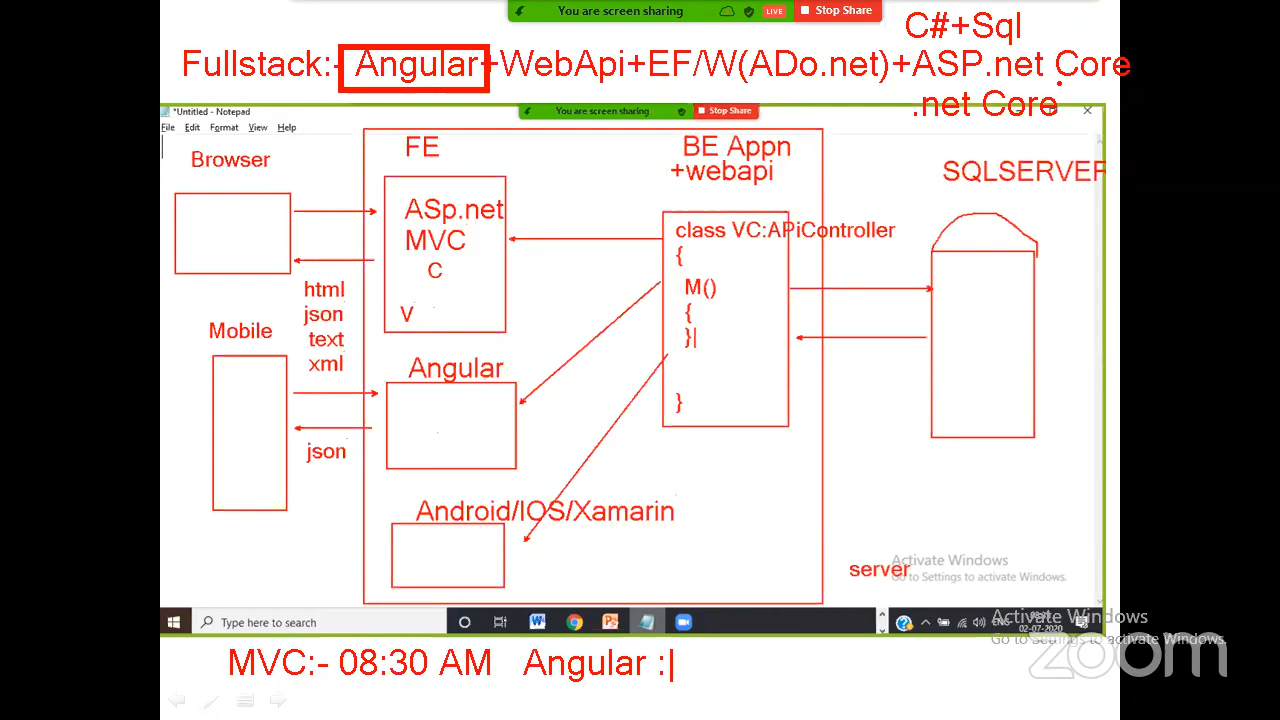 You are screen sharing LIVE Stop Share
C#+Sql
Fullstack:- Angular+WebApi+EF/W(ADo.net)+ASP.net Core
.net Core
*Untitled - Notepad
You are screen sharing Stop Share
File Edit Format View Help
Browser
FE
BE Appn
+webapi
SQLSERVER
ASp.net
MVC
C
V
class VC:APiController
{
M()
{
}|
}
html
json
text
xml
Mobile
Angular
json
Android/IOS/Xamarin
server
Activate Windows
Go to Settings to activate Windows.
Type here to search
02-07-2020
Activate Windows
Go to Settings to activate Windows.
zoom
MVC:- 08:30 AM Angular :|